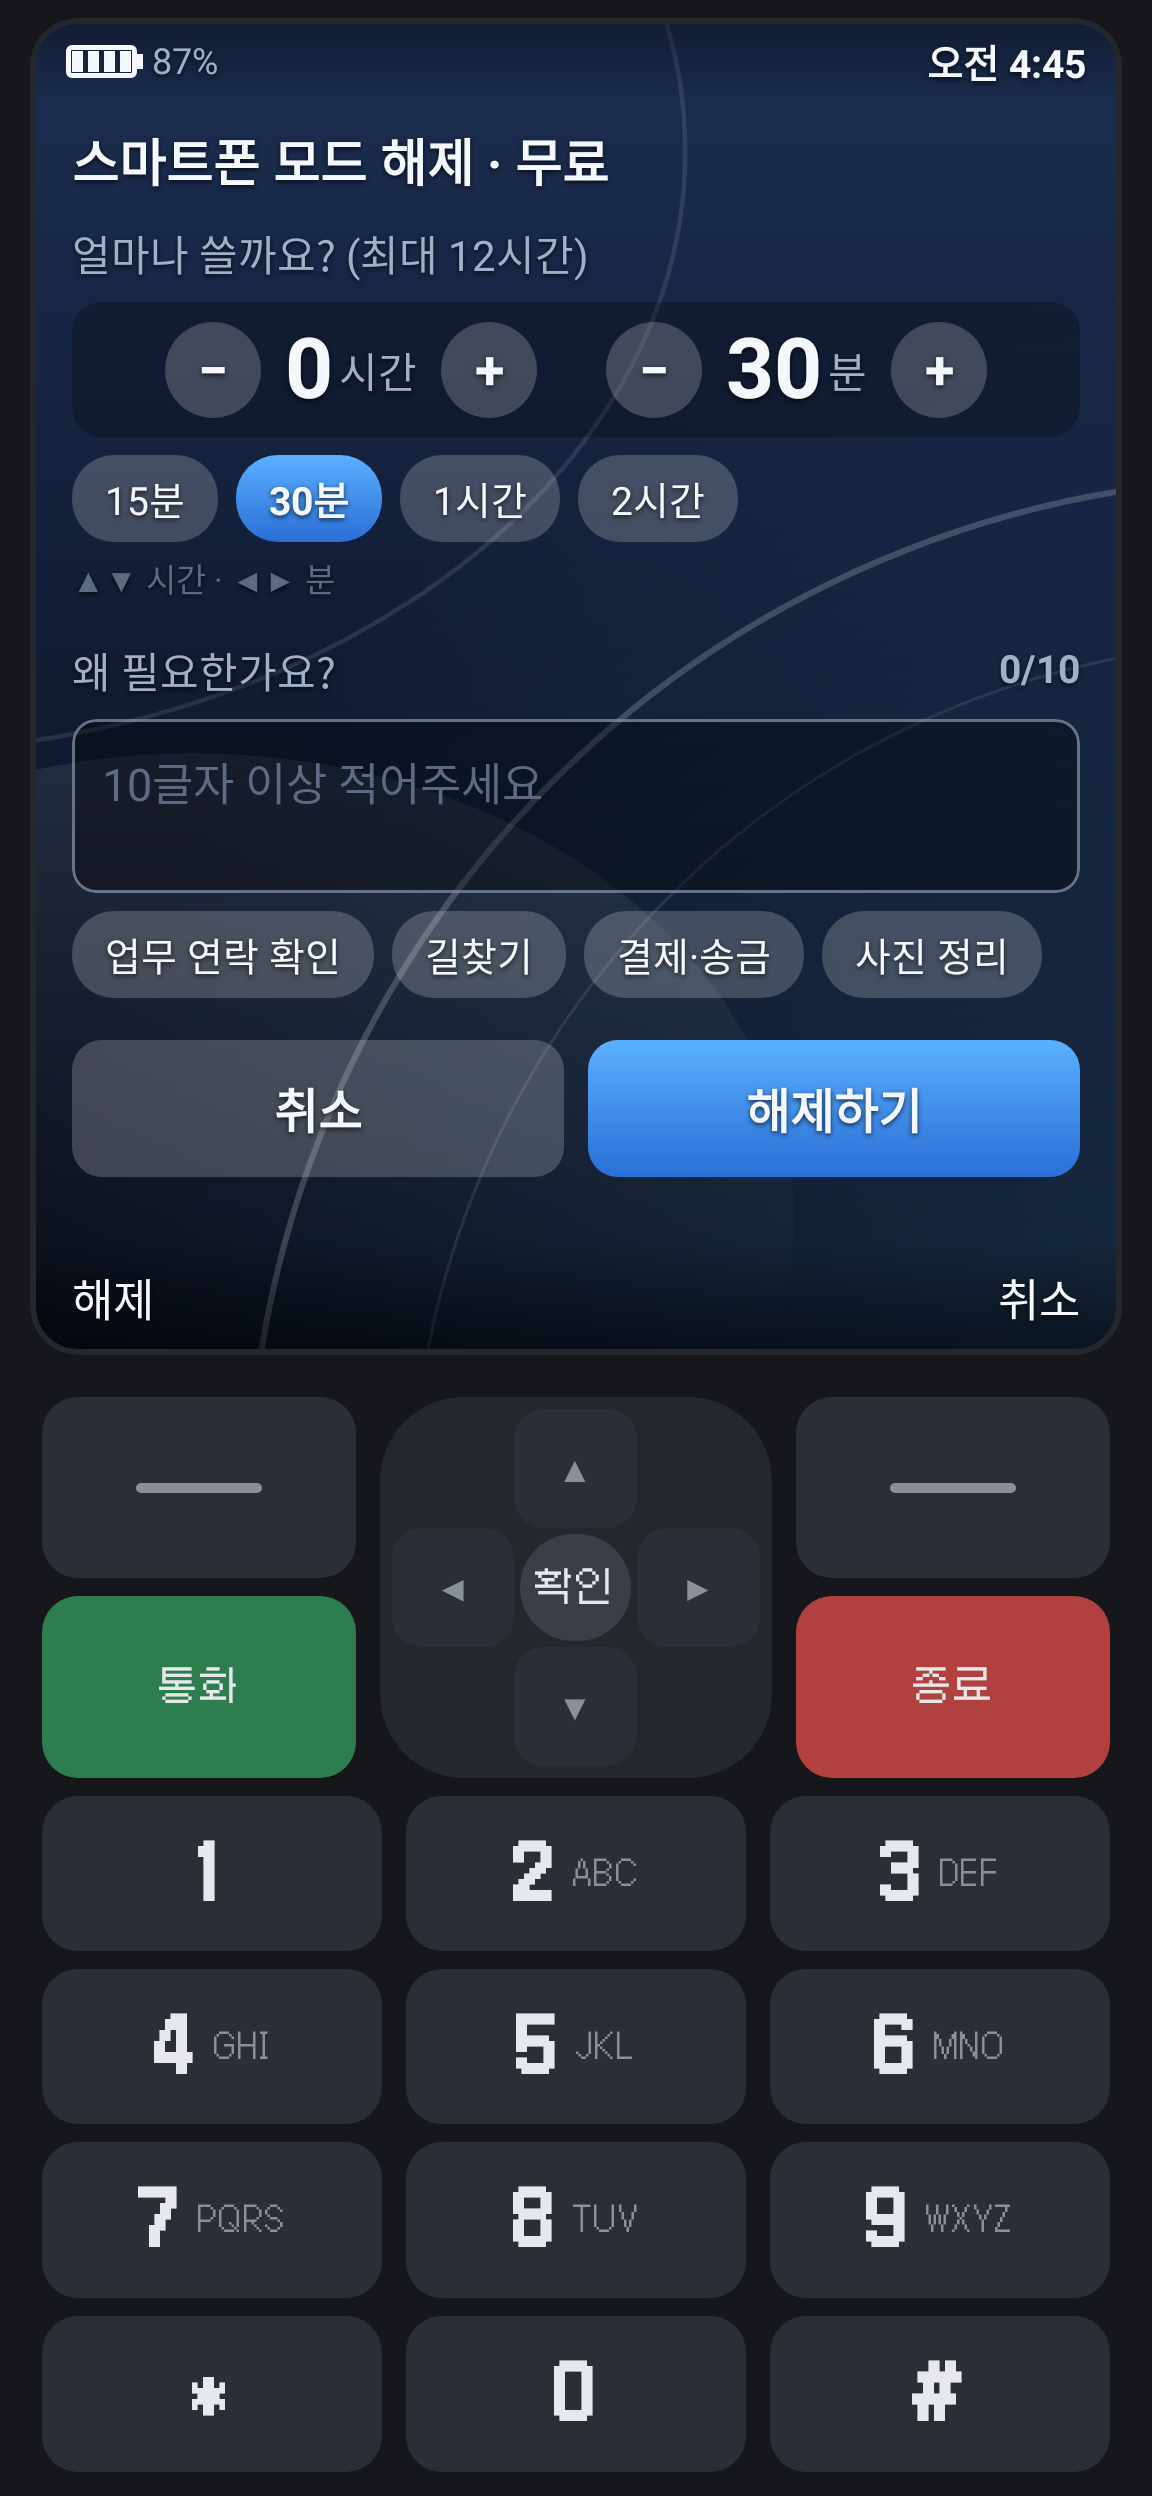 87% 오전 4:45
스마트폰 모드 해제 · 무료
얼마나 쓸까요? (최대 12시간)
− 0 시간 + − 30 분 +
15분 30분 1시간 2시간
▲▼ 시간 · ◀▶ 분
왜 필요한가요? 0/10
10글자 이상 적어주세요
업무 연락 확인 길찾기 결제·송금 사진 정리
취소 해제하기
해제 취소
▲
◀ 확인 ▶
통화 ▼ 종료
1 2 ABC 3 DEF
4 GHI 5 JKL 6 MNO
7 PQRS 8 TUV 9 WXYZ
* 0 #